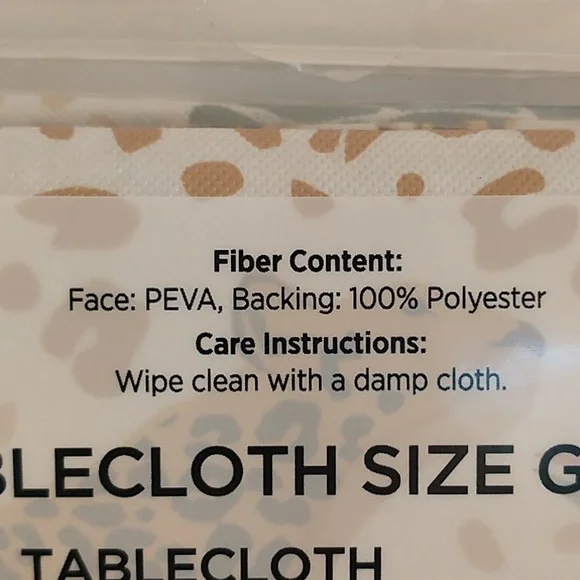 Fiber Content:
Face: PEVA, Backing: 100% Polyester
Care Instructions:
Wipe clean with a damp cloth.
BLECLOTH SIZE G
TABLECLOTH